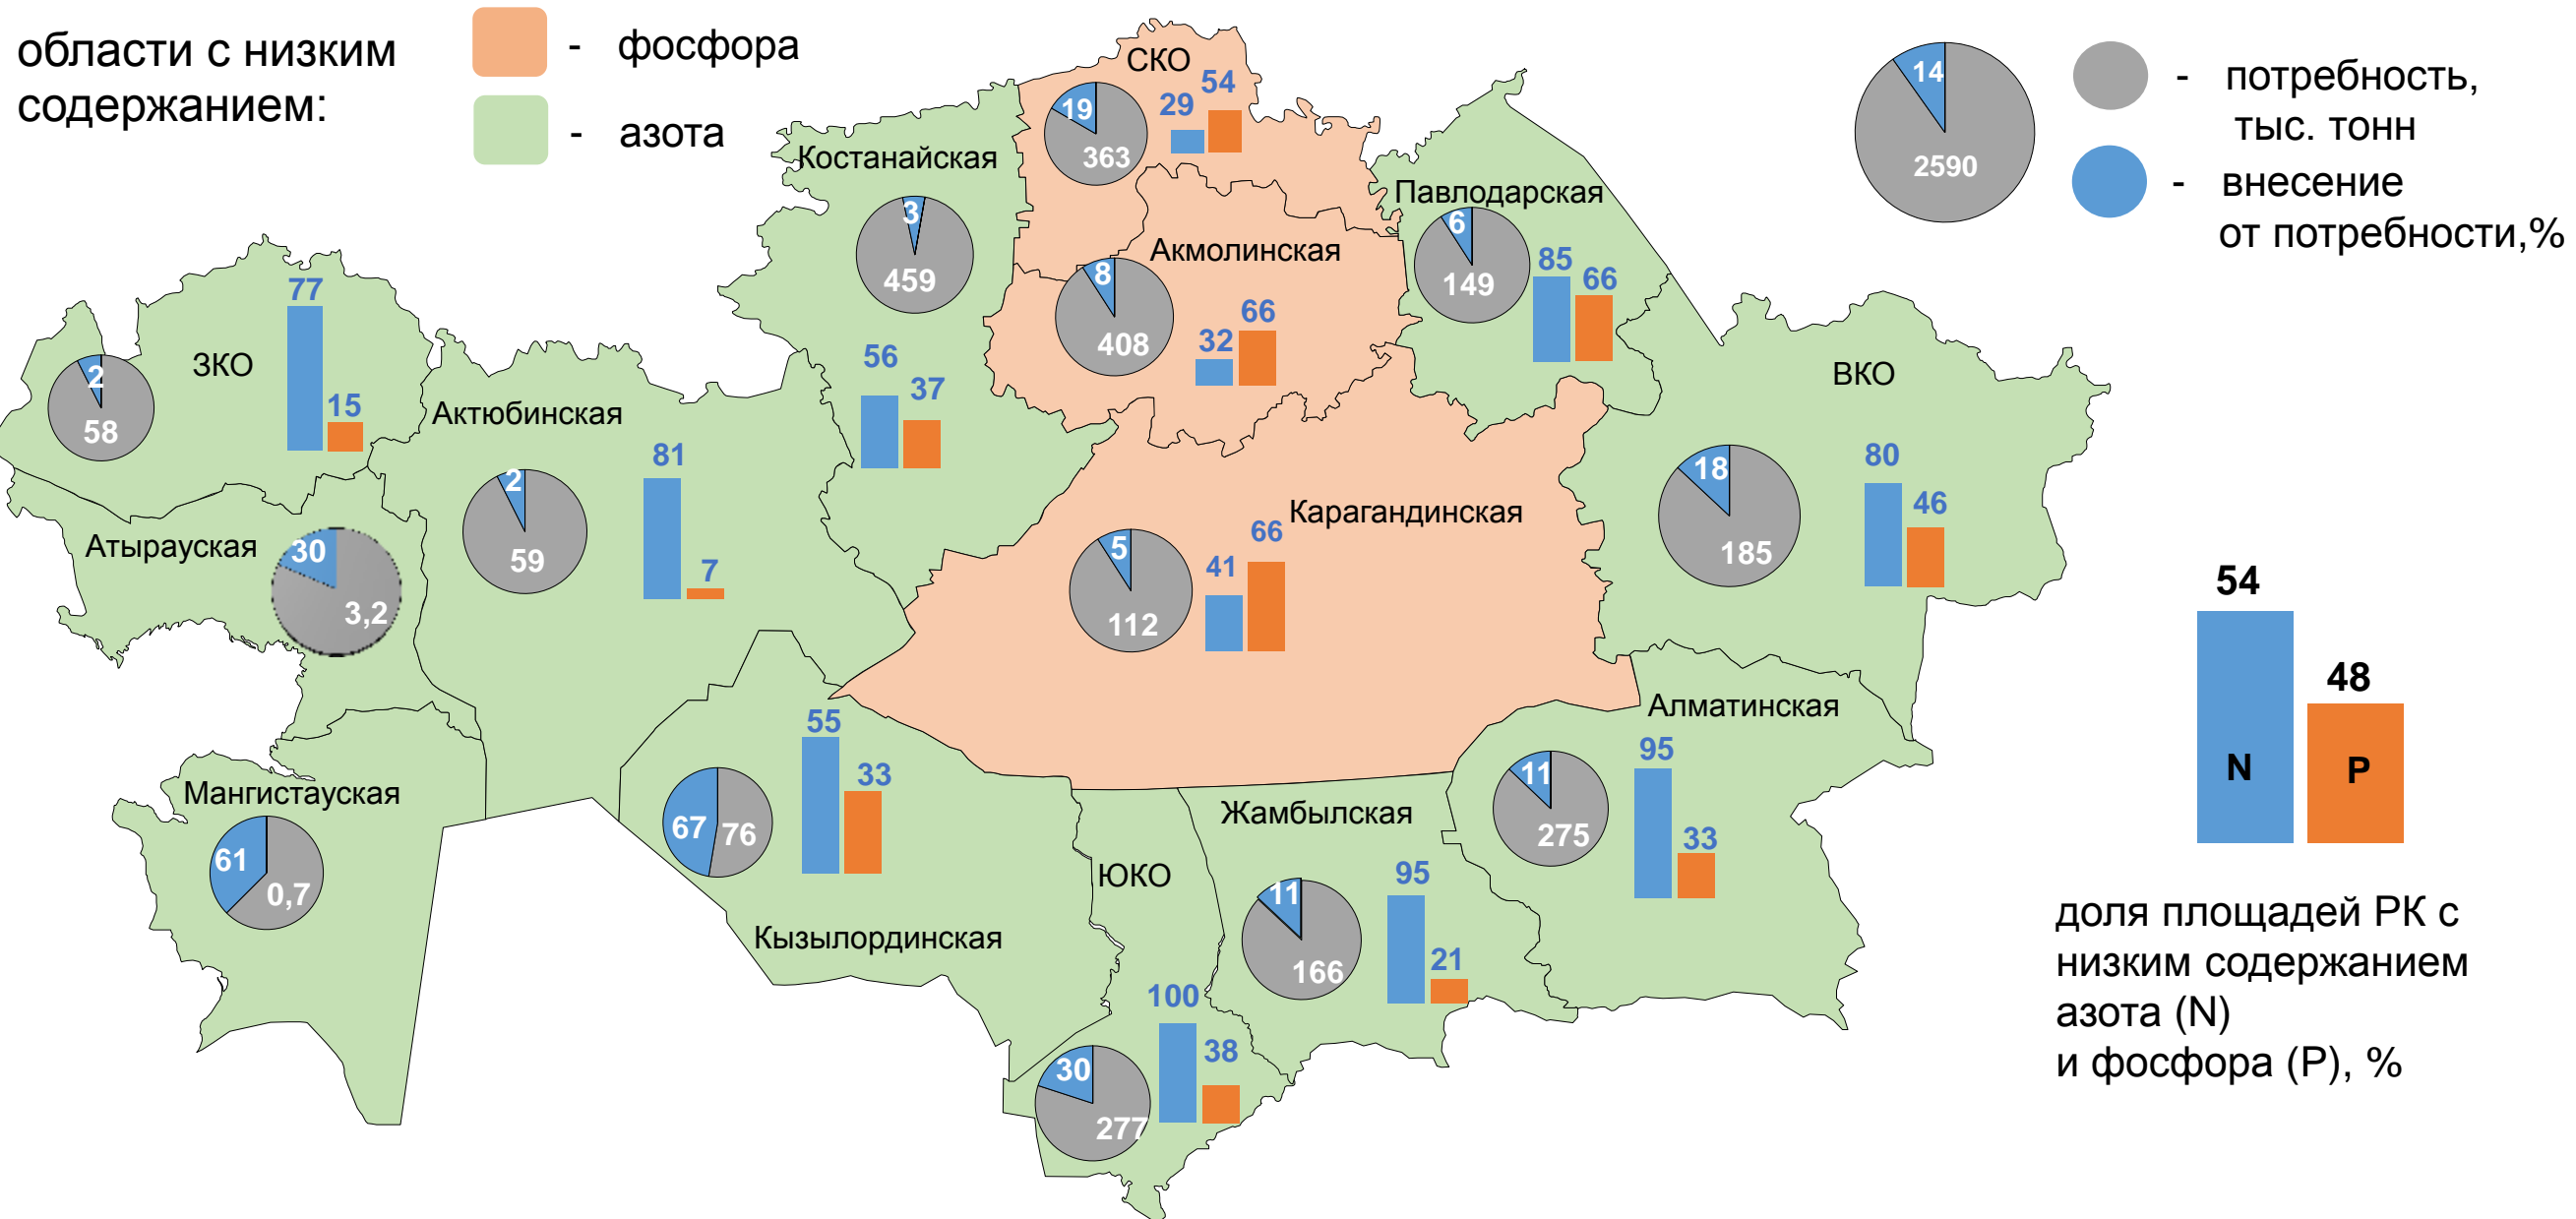 области с низким
содержанием:
- фосфора
- азота
- потребность,
тыс. тонн
- внесение
от потребности,%
14
2590
СКО
19
363
29
54
Костанайская
3
459
56
37
Акмолинская
8
408
32
66
Павлодарская
6
149
85
66
ЗКО
2
58
77
15
Актюбинская
2
59
81
7
ВКО
18
185
80
46
Атырауская
30
3,2
Карагандинская
5
112
41
66
Мангистауская
61
0,7
Кызылординская
67
76
55
33
ЮКО
30
277
100
38
Жамбылская
11
166
95
21
Алматинская
11
275
95
33
54
48
N
P
доля площадей РК с
низким содержанием
азота (N)
и фосфора (P), %